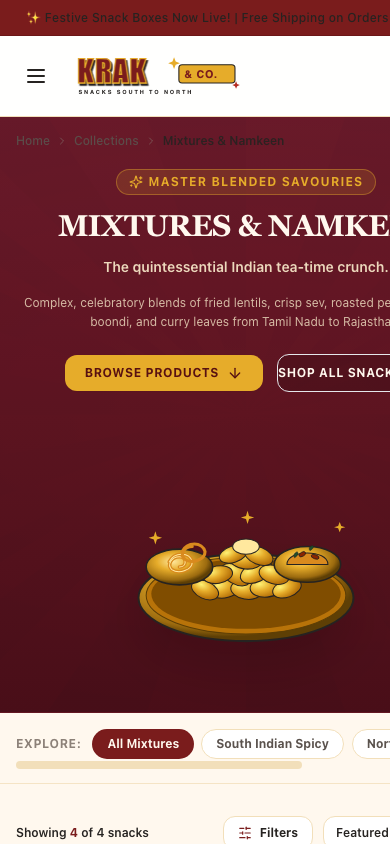 ✨ Festive Snack Boxes Now Live! | Free Shipping on Orders
KRAK & CO.
SNACKS SOUTH TO NORTH
Home > Collections > Mixtures & Namkeen
MASTER BLENDED SAVOURIES
MIXTURES & NAMKE
The quintessential Indian tea-time crunch.
Complex, celebratory blends of fried lentils, crisp sev, roasted pe
boondi, and curry leaves from Tamil Nadu to Rajastha
BROWSE PRODUCTS ↓ SHOP ALL SNACK
EXPLORE: All Mixtures South Indian Spicy Nor
Showing 4 of 4 snacks Filters Featured